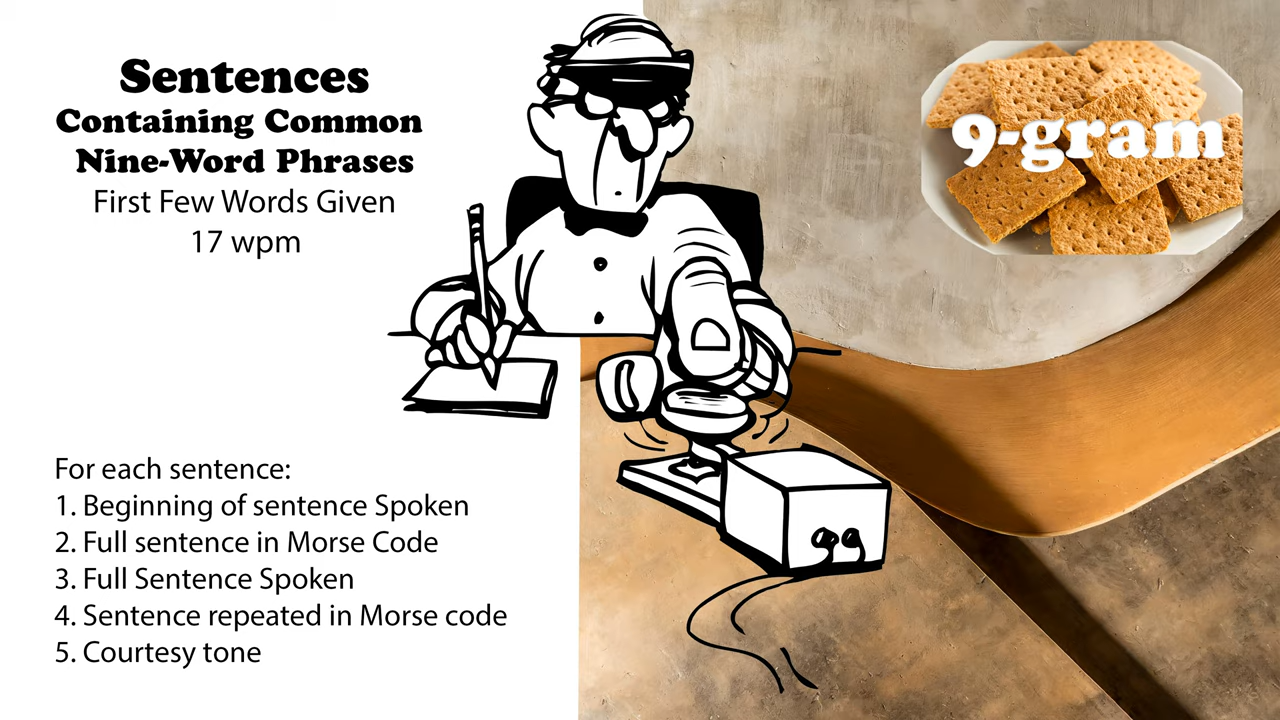 Sentences
Containing Common
Nine-Word Phrases
First Few Words Given
17 wpm
9-gram
For each sentence:
1. Beginning of sentence Spoken
2. Full sentence in Morse Code
3. Full Sentence Spoken
4. Sentence repeated in Morse code
5. Courtesy tone